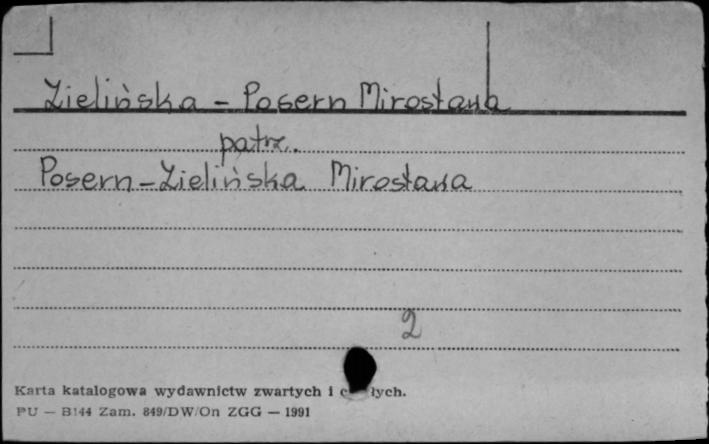 Zielińska - Posern Mirosława
patrz.
Posern-Zielińska Mirosława
2
Karta katalogowa wydawnictw zwartych i
PU — B144 Zam. 849/DW/On ZGG — 1991